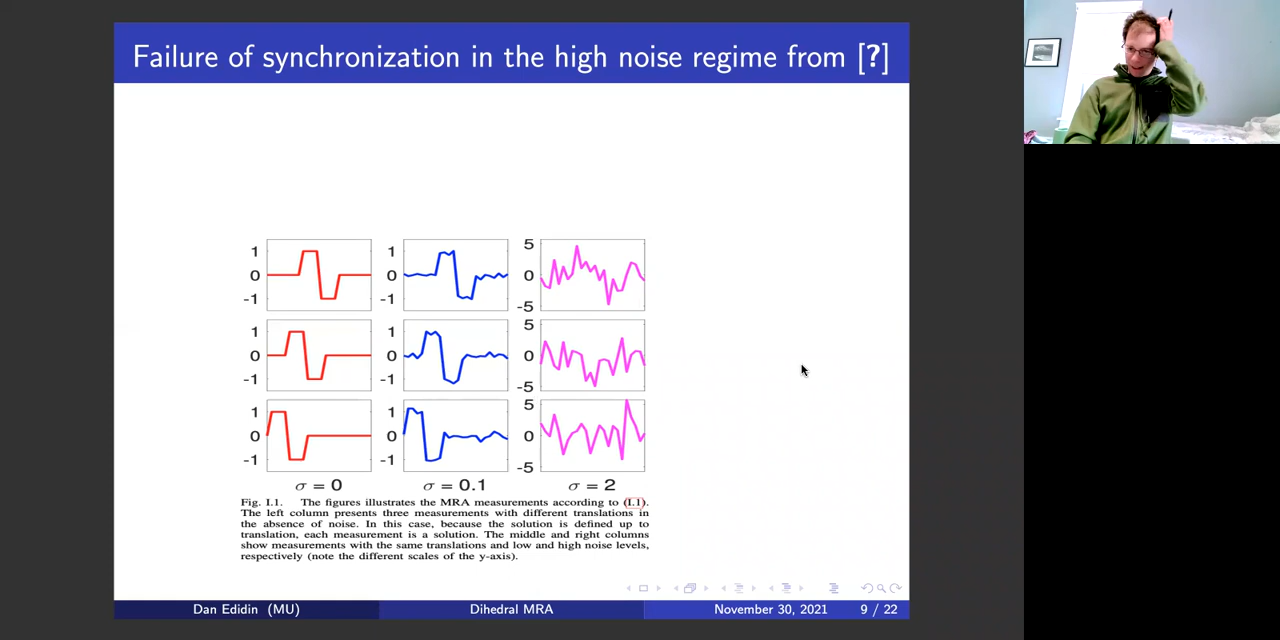 Failure of synchronization in the high noise regime from [?]
1
0
-1
1
0
-1
5
0
-5
1
0
-1
1
0
-1
5
0
-5
1
0
-1
1
0
-1
5
0
-5
σ = 0
σ = 0.1
σ = 2
Fig. I.1. The figures illustrates the MRA measurements according to (I.1).
The left column presents three measurements with different translations in
the absence of noise. In this case, because the solution is defined up to
translation, each measurement is a solution. The middle and right columns
show measurements with the same translations and low and high noise levels,
respectively (note the different scales of the y-axis).
Dan Edidin (MU)
Dihedral MRA
November 30, 2021
9 / 22